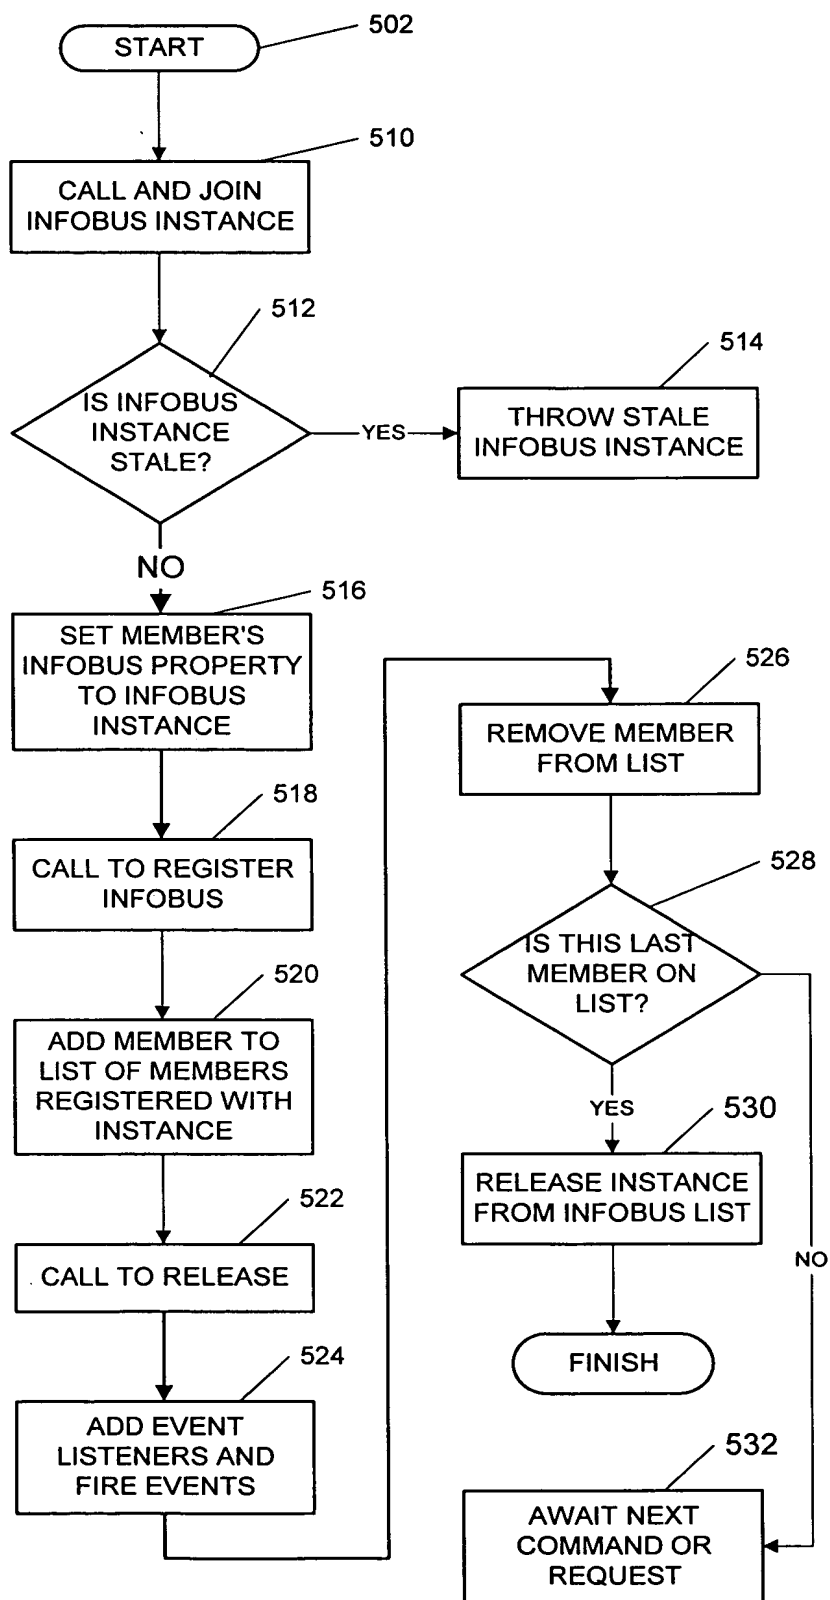 START
502
510
CALL AND JOIN
INFOBUS INSTANCE
512
IS INFOBUS
INSTANCE
STALE?
YES
514
THROW STALE
INFOBUS INSTANCE
NO
516
SET MEMBER'S
INFOBUS PROPERTY
TO INFOBUS
INSTANCE
518
CALL TO REGISTER
INFOBUS
520
ADD MEMBER TO
LIST OF MEMBERS
REGISTERED WITH
INSTANCE
522
CALL TO RELEASE
524
ADD EVENT
LISTENERS AND
FIRE EVENTS
526
REMOVE MEMBER
FROM LIST
528
IS THIS LAST
MEMBER ON
LIST?
YES
530
RELEASE INSTANCE
FROM INFOBUS LIST
NO
FINISH
532
AWAIT NEXT
COMMAND OR
REQUEST